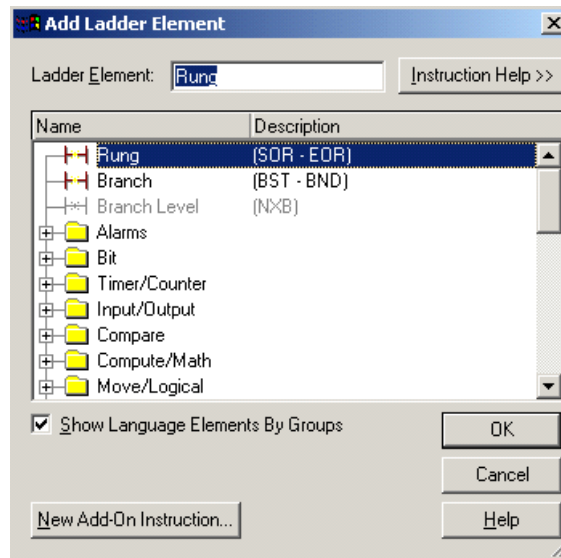 Add Ladder Element
Ladder Element: Rung Instruction Help >>
Name Description
Rung (SOR - EOR)
Branch (BST - BND)
Branch Level (NXB)
Alarms
Bit
Timer/Counter
Input/Output
Compare
Compute/Math
Move/Logical
Show Language Elements By Groups
OK
Cancel
New Add-On Instruction... Help